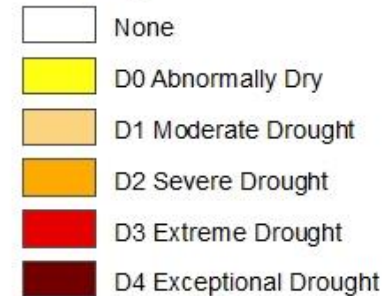 None
D0 Abnormally Dry
D1 Moderate Drought
D2 Severe Drought
D3 Extreme Drought
D4 Exceptional Drought